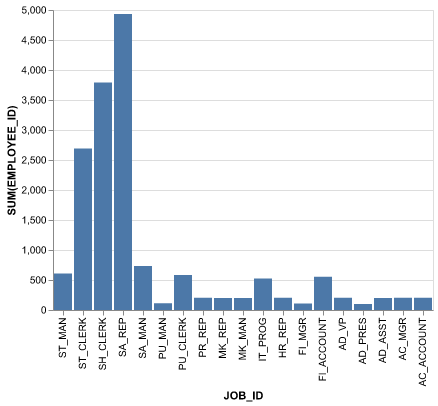 SUM(EMPLOYEE_ID)
5,000
4,500
4,000
3,500
3,000
2,500
2,000
1,500
1,000
500
0
ST_MAN
ST_CLERK
SH_CLERK
SA_REP
SA_MAN
PU_MAN
PU_CLERK
PR_REP
MK_REP
MK_MAN
IT_PROG
HR_REP
FI_MGR
FI_ACCOUNT
AD_VP
AD_PRES
AD_ASST
AC_MGR
AC_ACCOUNT
JOB_ID